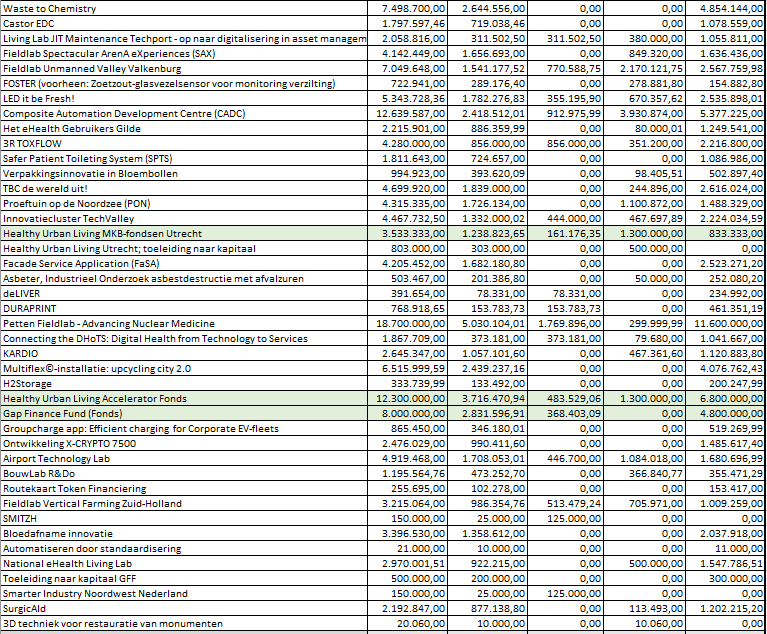 Waste to Chemistry 7.498.700,00 2.644.556,00 0,00 0,00 4.854.144,00
Castor EDC 1.797.597,46 719.038,46 0,00 0,00 1.078.559,00
Living Lab JIT Maintenance Techport - op naar digitalisering in asset managem 2.058.816,00 311.502,50 311.502,50 380.000,00 1.055.811,00
Fieldlab Spectacular ArenA eXperiences (SAX) 4.142.449,00 1.656.693,00 0,00 849.320,00 1.636.436,00
Fieldlab Unmanned Valley Valkenburg 7.049.648,00 1.541.177,52 770.588,75 2.170.121,75 2.567.759,98
FOSTER (voorheen: Zoetzout-glasvezelsensor voor monitoring verzilting) 722.941,00 289.176,40 0,00 278.881,80 154.882,80
LED it be Fresh! 5.343.728,36 1.782.276,83 355.195,90 670.357,62 2.535.898,01
Composite Automation Development Centre (CADC) 12.639.587,00 2.418.512,01 912.975,99 3.930.874,00 5.377.225,00
Het eHealth Gebruikers Gilde 2.215.901,00 886.359,99 0,00 80.000,01 1.249.541,00
3R TOXFLOW 4.280.000,00 856.000,00 856.000,00 351.200,00 2.216.800,00
Safer Patient Toileting System (SPTS) 1.811.643,00 724.657,00 0,00 0,00 1.086.986,00
Verpakkingsinnovatie in Bloembollen 994.923,00 393.620,09 0,00 98.405,51 502.897,40
TBC de wereld uit! 4.699.920,00 1.839.000,00 0,00 244.896,00 2.616.024,00
Proeftuin op de Noordzee (PON) 4.315.335,00 1.726.134,00 0,00 1.100.872,00 1.488.329,00
Innovatiecluster TechValley 4.467.732,50 1.332.000,02 444.000,00 467.697,89 2.224.034,59
Healthy Urban Living MKB-fondsen Utrecht 3.533.333,00 1.238.823,65 161.176,35 1.300.000,00 833.333,00
Healthy Urban Living Utrecht; toeleiding naar kapitaal 803.000,00 303.000,00 0,00 500.000,00 0,00
Facade Service Application (FaSA) 4.205.452,00 1.682.180,80 0,00 0,00 2.523.271,20
Asbeter, Industrieel Onderzoek asbestdestructie met afvalzuren 503.467,00 201.386,80 0,00 50.000,00 252.080,20
deLIVER 391.654,00 78.331,00 78.331,00 0,00 234.992,00
DURAPRINT 768.918,65 153.783,73 153.783,73 0,00 461.351,19
Petten Fieldlab - Advancing Nuclear Medicine 18.700.000,00 5.030.104,01 1.769.896,00 299.999,99 11.600.000,00
Connecting the DHoTS: Digital Health from Technology to Services 1.867.709,00 373.181,00 373.181,00 79.680,00 1.041.667,00
KARDIO 2.645.347,00 1.057.101,60 0,00 467.361,60 1.120.883,80
Multiflex©-installatie: upcycling city 2.0 6.515.999,59 2.439.237,16 0,00 0,00 4.076.762,43
H2Storage 333.739,99 133.492,00 0,00 0,00 200.247,99
Healthy Urban Living Accelerator Fonds 12.300.000,00 3.716.470,94 483.529,06 1.300.000,00 6.800.000,00
Gap Finance Fund (Fonds) 8.000.000,00 2.831.596,91 368.403,09 0,00 4.800.000,00
Groupcharge app: Efficient charging for Corporate EV-fleets 865.450,00 346.180,01 0,00 0,00 519.269,99
Ontwikkeling X-CRYPTO 7500 2.476.029,00 990.411,60 0,00 0,00 1.485.617,40
Airport Technology Lab 4.919.468,00 1.708.053,01 446.700,00 1.084.018,00 1.680.696,99
BouwLab R&Do 1.195.564,76 473.252,70 0,00 366.840,77 355.471,29
Routekaart Token Financiering 255.695,00 102.278,00 0,00 0,00 153.417,00
Fieldlab Vertical Farming Zuid-Holland 3.215.064,00 986.354,76 513.479,24 705.971,00 1.009.259,00
SMITZH 150.000,00 25.000,00 125.000,00 0,00 0,00
Bloedafname innovatie 3.396.530,00 1.358.612,00 0,00 0,00 2.037.918,00
Automatiseren door standaardisering 21.000,00 10.000,00 0,00 0,00 11.000,00
National eHealth Living Lab 2.970.001,51 922.215,00 0,00 500.000,00 1.547.786,51
Toeleiding naar kapitaal GFF 500.000,00 200.000,00 0,00 0,00 300.000,00
Smarter Industry Noordwest Nederland 150.000,00 25.000,00 125.000,00 0,00 0,00
SurgicAId 2.192.847,00 877.138,80 0,00 113.493,00 1.202.215,20
3D techniek voor restauratie van monumenten 20.060,00 10.000,00 0,00 10.060,00 0,00